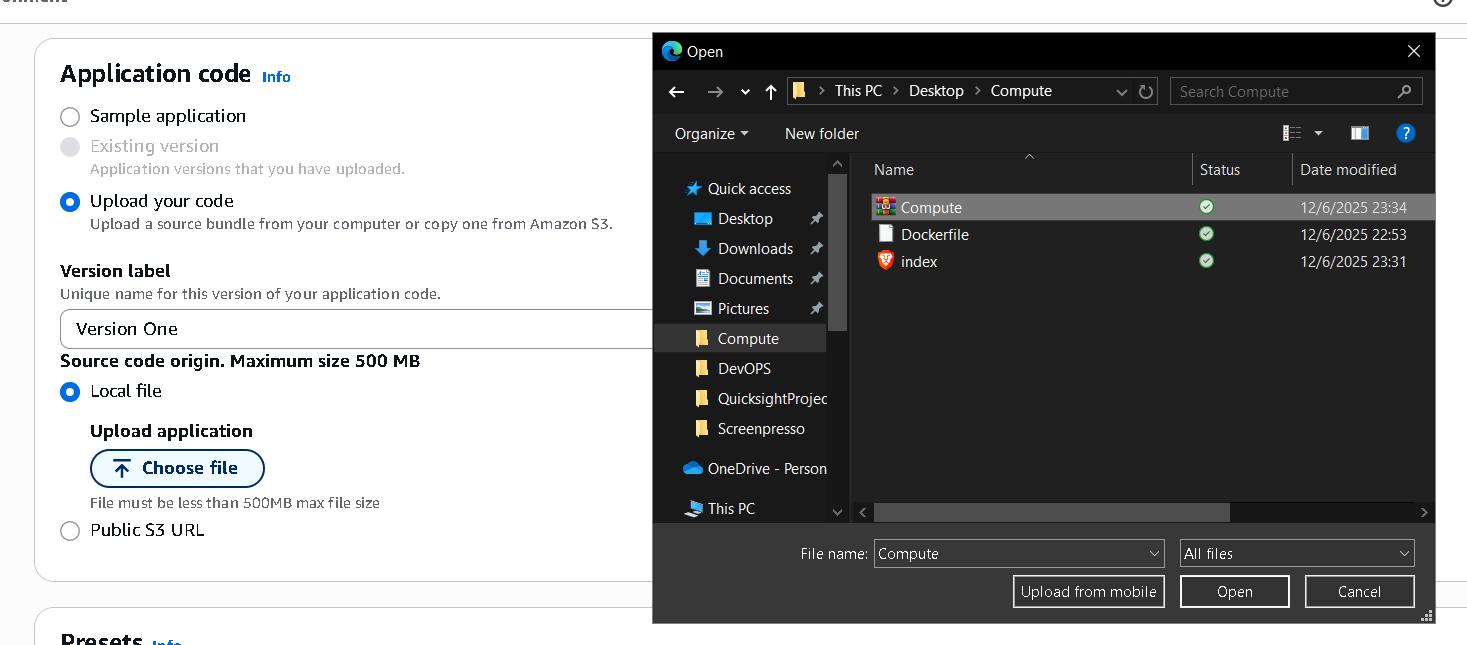 Application code Info
Sample application
Existing version
Application versions that you have uploaded.
Upload your code
Upload a source bundle from your computer or copy one from Amazon S3.
Version label
Unique name for this version of your application code.
Version One
Source code origin. Maximum size 500 MB
Local file
Upload application
Choose file
File must be less than 500MB max file size
Public S3 URL
Presets Info
Open
This PC > Desktop > Compute
Search Compute
Organize
New folder
Quick access
Desktop
Downloads
Documents
Pictures
Compute
DevOPS
QuicksightProjec
Screenpresso
OneDrive - Person
This PC
Name Status Date modified
Compute 12/6/2025 23:34
Dockerfile 12/6/2025 22:53
index 12/6/2025 23:31
File name: Compute All files
Upload from mobile Open Cancel